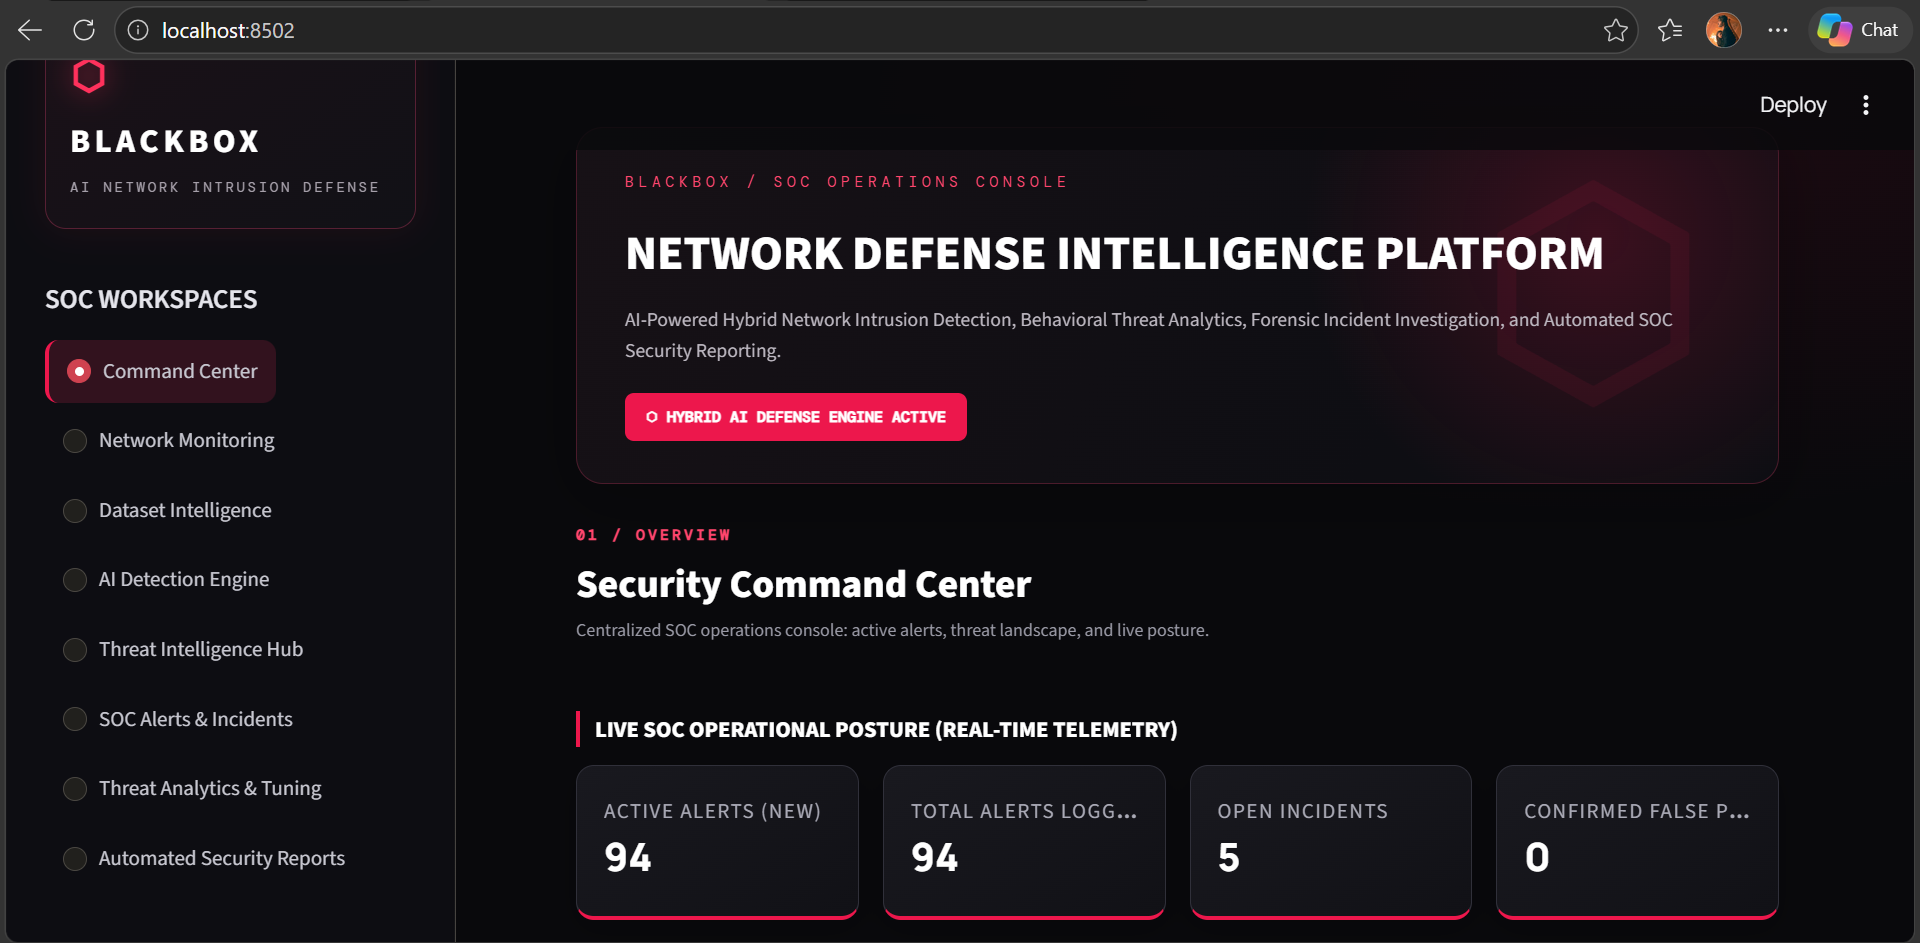 localhost:8502
Chat
BLACKBOX
AI NETWORK INTRUSION DEFENSE
SOC WORKSPACES
Command Center
Network Monitoring
Dataset Intelligence
AI Detection Engine
Threat Intelligence Hub
SOC Alerts & Incidents
Threat Analytics & Tuning
Automated Security Reports
Deploy
BLACKBOX / SOC OPERATIONS CONSOLE
NETWORK DEFENSE INTELLIGENCE PLATFORM
AI-Powered Hybrid Network Intrusion Detection, Behavioral Threat Analytics, Forensic Incident Investigation, and Automated SOC
Security Reporting.
HYBRID AI DEFENSE ENGINE ACTIVE
01 / OVERVIEW
Security Command Center
Centralized SOC operations console: active alerts, threat landscape, and live posture.
LIVE SOC OPERATIONAL POSTURE (REAL-TIME TELEMETRY)
ACTIVE ALERTS (NEW)
94
TOTAL ALERTS LOGG...
94
OPEN INCIDENTS
5
CONFIRMED FALSE P...
0